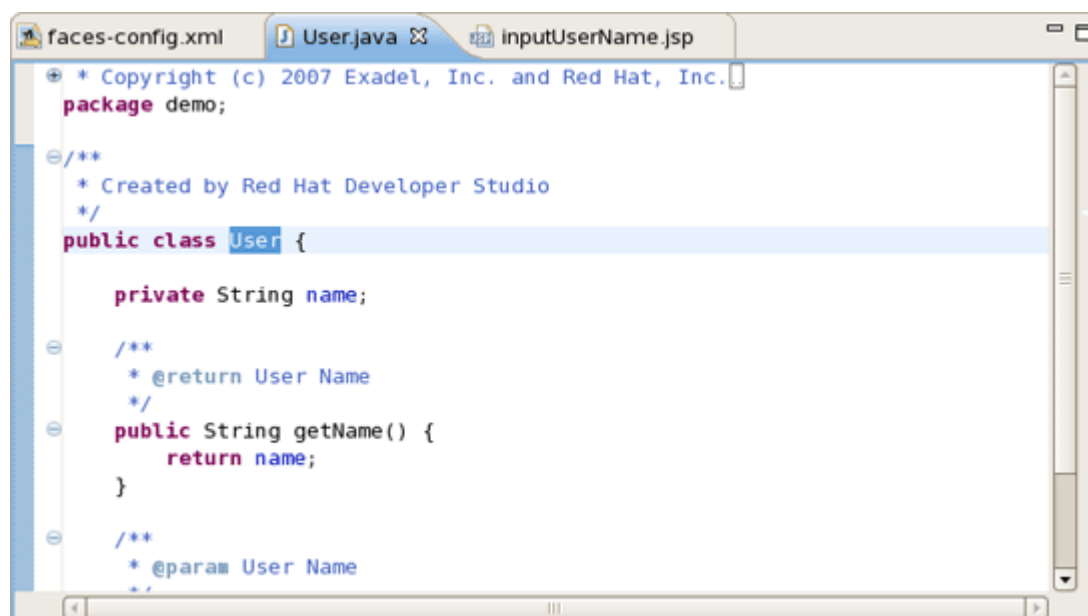 faces-config.xml User.java inputUserName.jsp
* Copyright (c) 2007 Exadel, Inc. and Red Hat, Inc.
package demo;
/**
* Created by Red Hat Developer Studio
*/
public class User {
private String name;
/**
* @return User Name
*/
public String getName() {
return name;
}
/**
* @param User Name